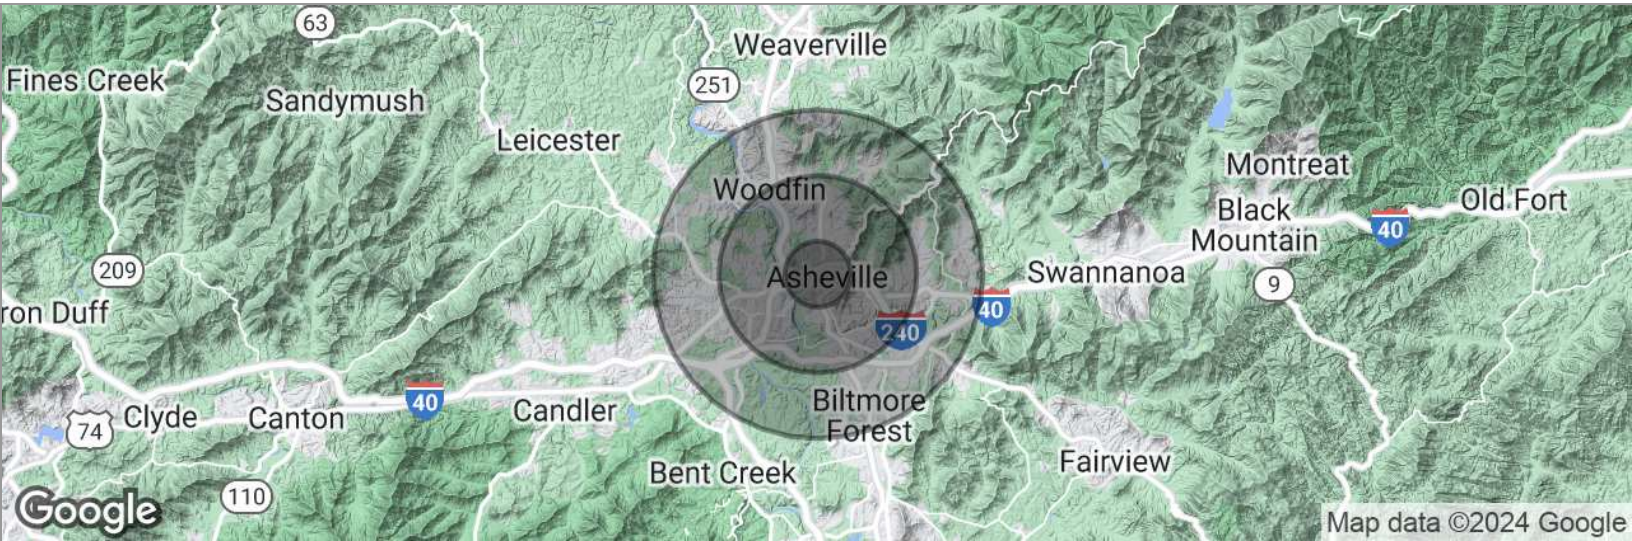 63
Weaverville
Fines Creek
251
Sandymush
Leicester
Montreat
Woodfin
Old Fort
Black
Mountain
40
209
Asheville
Swannanoa
9
40
ron Duff
240
40
Biltmore
Forest
Candler
Clyde
Canton
74
Fairview
Bent Creek
110
Google
Map data ©2024 Google